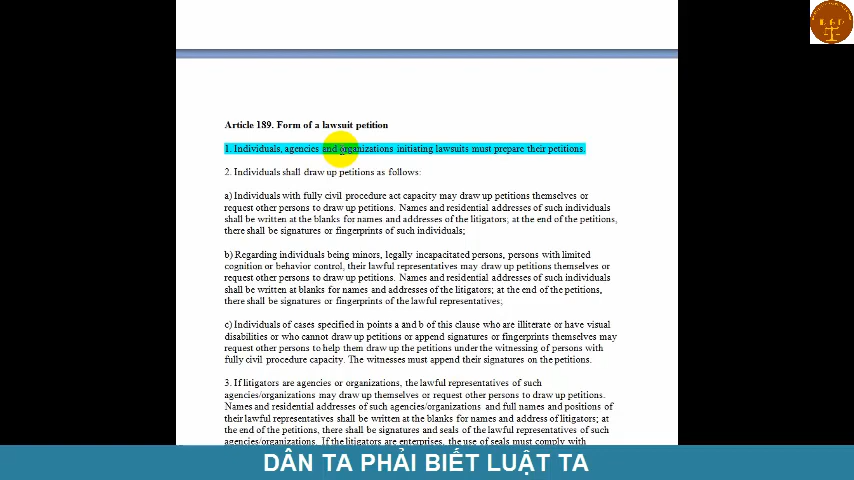 Article 189. Form of a lawsuit petition
1. Individuals, agencies and organizations initiating lawsuits must prepare their petitions.
2. Individuals shall draw up petitions as follows:
a) Individuals with fully civil procedure act capacity may draw up petitions themselves or
request other persons to draw up petitions. Names and residential addresses of such individuals
shall be written at the blanks for names and addresses of the litigators; at the end of the petitions,
there shall be signatures or fingerprints of such individuals;
b) Regarding individuals being minors, legally incapacitated persons, persons with limited
cognition or behavior control, their lawful representatives may draw up petitions themselves or
request other persons to draw up petitions. Names and residential addresses of such individuals
shall be written at blanks for names and addresses of the litigators; at the end of the petitions,
there shall be signatures or fingerprints of the lawful representatives;
c) Individuals of cases specified in points a and b of this clause who are illiterate or have visual
disabilities or who cannot draw up petitions or append signatures or fingerprints themselves may
request other persons to help them draw up the petitions under the witnessing of persons with
fully civil procedure capacity. The witnesses must append their signatures on the petitions.
3. If litigators are agencies or organizations, the lawful representatives of such
agencies/organizations may draw up themselves or request other persons to draw up petitions.
Names and residential addresses of such agencies/organizations and full names and positions of
their lawful representatives shall be written at the blanks for names and address of litigators; at
the end of the petitions, there shall be signatures and seals of the lawful representatives of such
agencies/organizations. If the litigators are enterprises, the use of seals must comply with
DÂN TA PHẢI BIẾT LUẬT TA